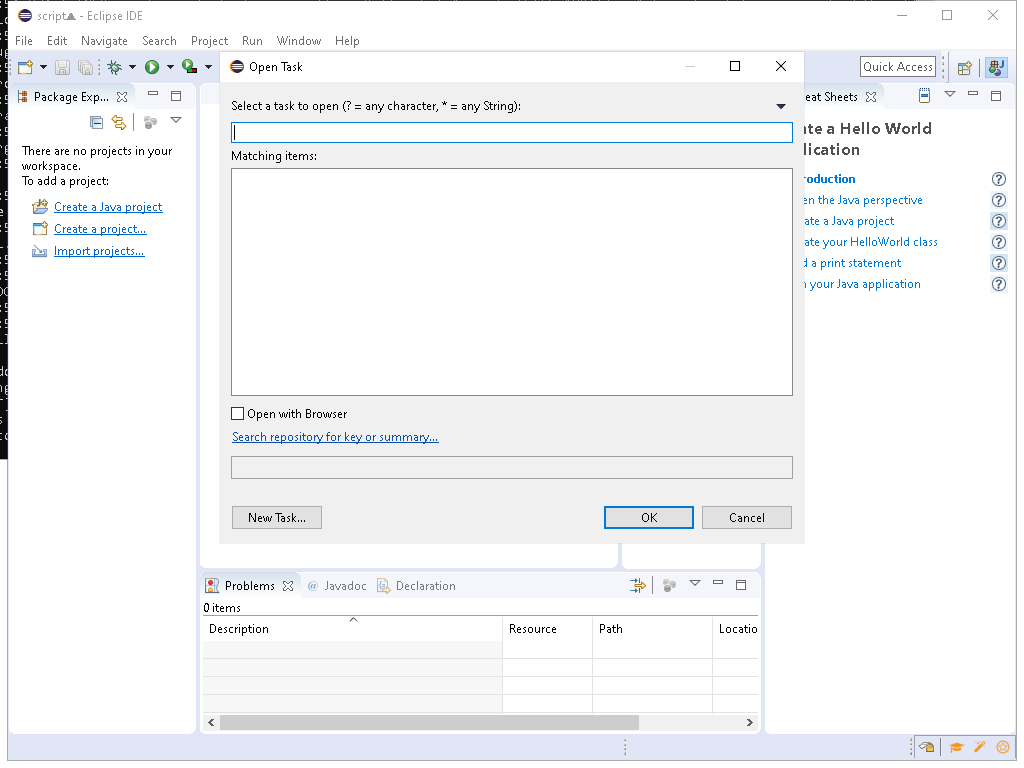 script▲ - Eclipse IDE
File Edit Navigate Search Project Run Window Help
Quick Access
Package Exp...
There are no projects in your
workspace.
To add a project:
Create a Java project
Create a project...
Import projects...
Open Task
Select a task to open (? = any character, * = any String):
Matching items:
Open with Browser
Search repository for key or summary...
New Task...
OK
Cancel
eat Sheets
te a Hello World
lication
roduction
en the Java perspective
ate a Java project
ate your HelloWorld class
d a print statement
your Java application
Problems
@ Javadoc
Declaration
0 items
Description Resource Path Locatio